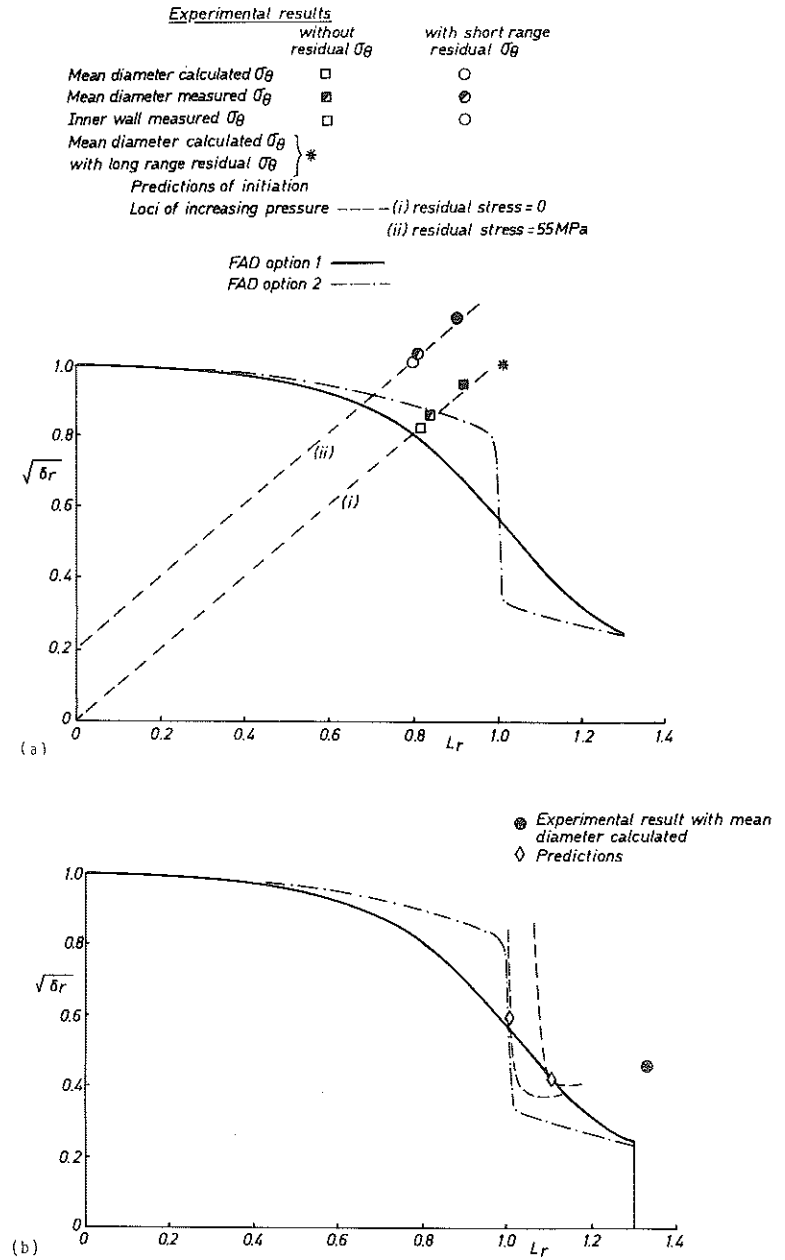 Experimental results
without residual σθ
with short range residual σθ
Mean diameter calculated σθ
Mean diameter measured σθ
Inner wall measured σθ
Mean diameter calculated σθ
with long range residual σθ
Predictions of initiation
Loci of increasing pressure (i) residual stress = 0
(ii) residual stress = 55MPa
FAD option 1
FAD option 2
1.0
0.8
√δr
0.6
0.4
0.2
0
(ii)
(i)
0 0.2 0.4 0.6 0.8 1.0 1.2 1.4
Lr
(a)
Experimental result with mean
diameter calculated
Predictions
1.0
0.8
√δr
0.6
0.4
0.2
0
0 0.2 0.4 0.6 0.8 1.0 1.2 1.4
Lr
(b)